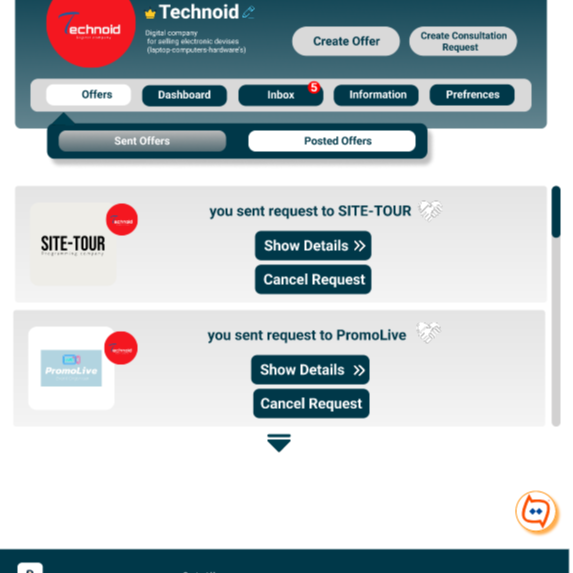 Technoid
Technoid
Digital company
for selling electronic devises
(laptop-computers-hardware's)
Create Offer
Create Consultation
Request
Offers
Dashboard
Inbox
5
Information
Prefrences
Sent Offers
Posted Offers
SITE-TOUR
Programming Company
Technoid
you sent request to SITE-TOUR
Show Details
Cancel Request
PromoLive
Technoid
you sent request to PromoLive
Show Details
Cancel Request